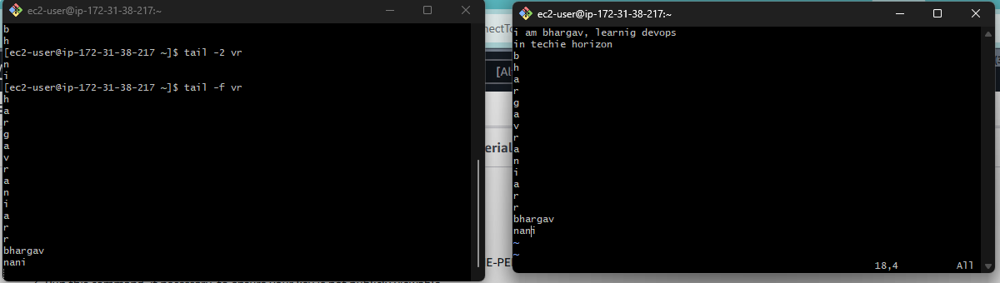 ec2-user@ip-172-31-38-217:~
b
h
[ec2-user@ip-172-31-38-217 ~]$ tail -2 vr
n
i
[ec2-user@ip-172-31-38-217 ~]$ tail -f vr
h
a
r
g
a
v
r
a
n
i
a
r
r
bhargav
nani
nnectTo
[Al
erial
E-PE
ec2-user@ip-172-31-38-217:~
i am bhargav, learnig devops
in techie horizon
b
h
a
r
g
a
v
r
a
n
i
a
r
r
bhargav
nani
~
~
18,4 All